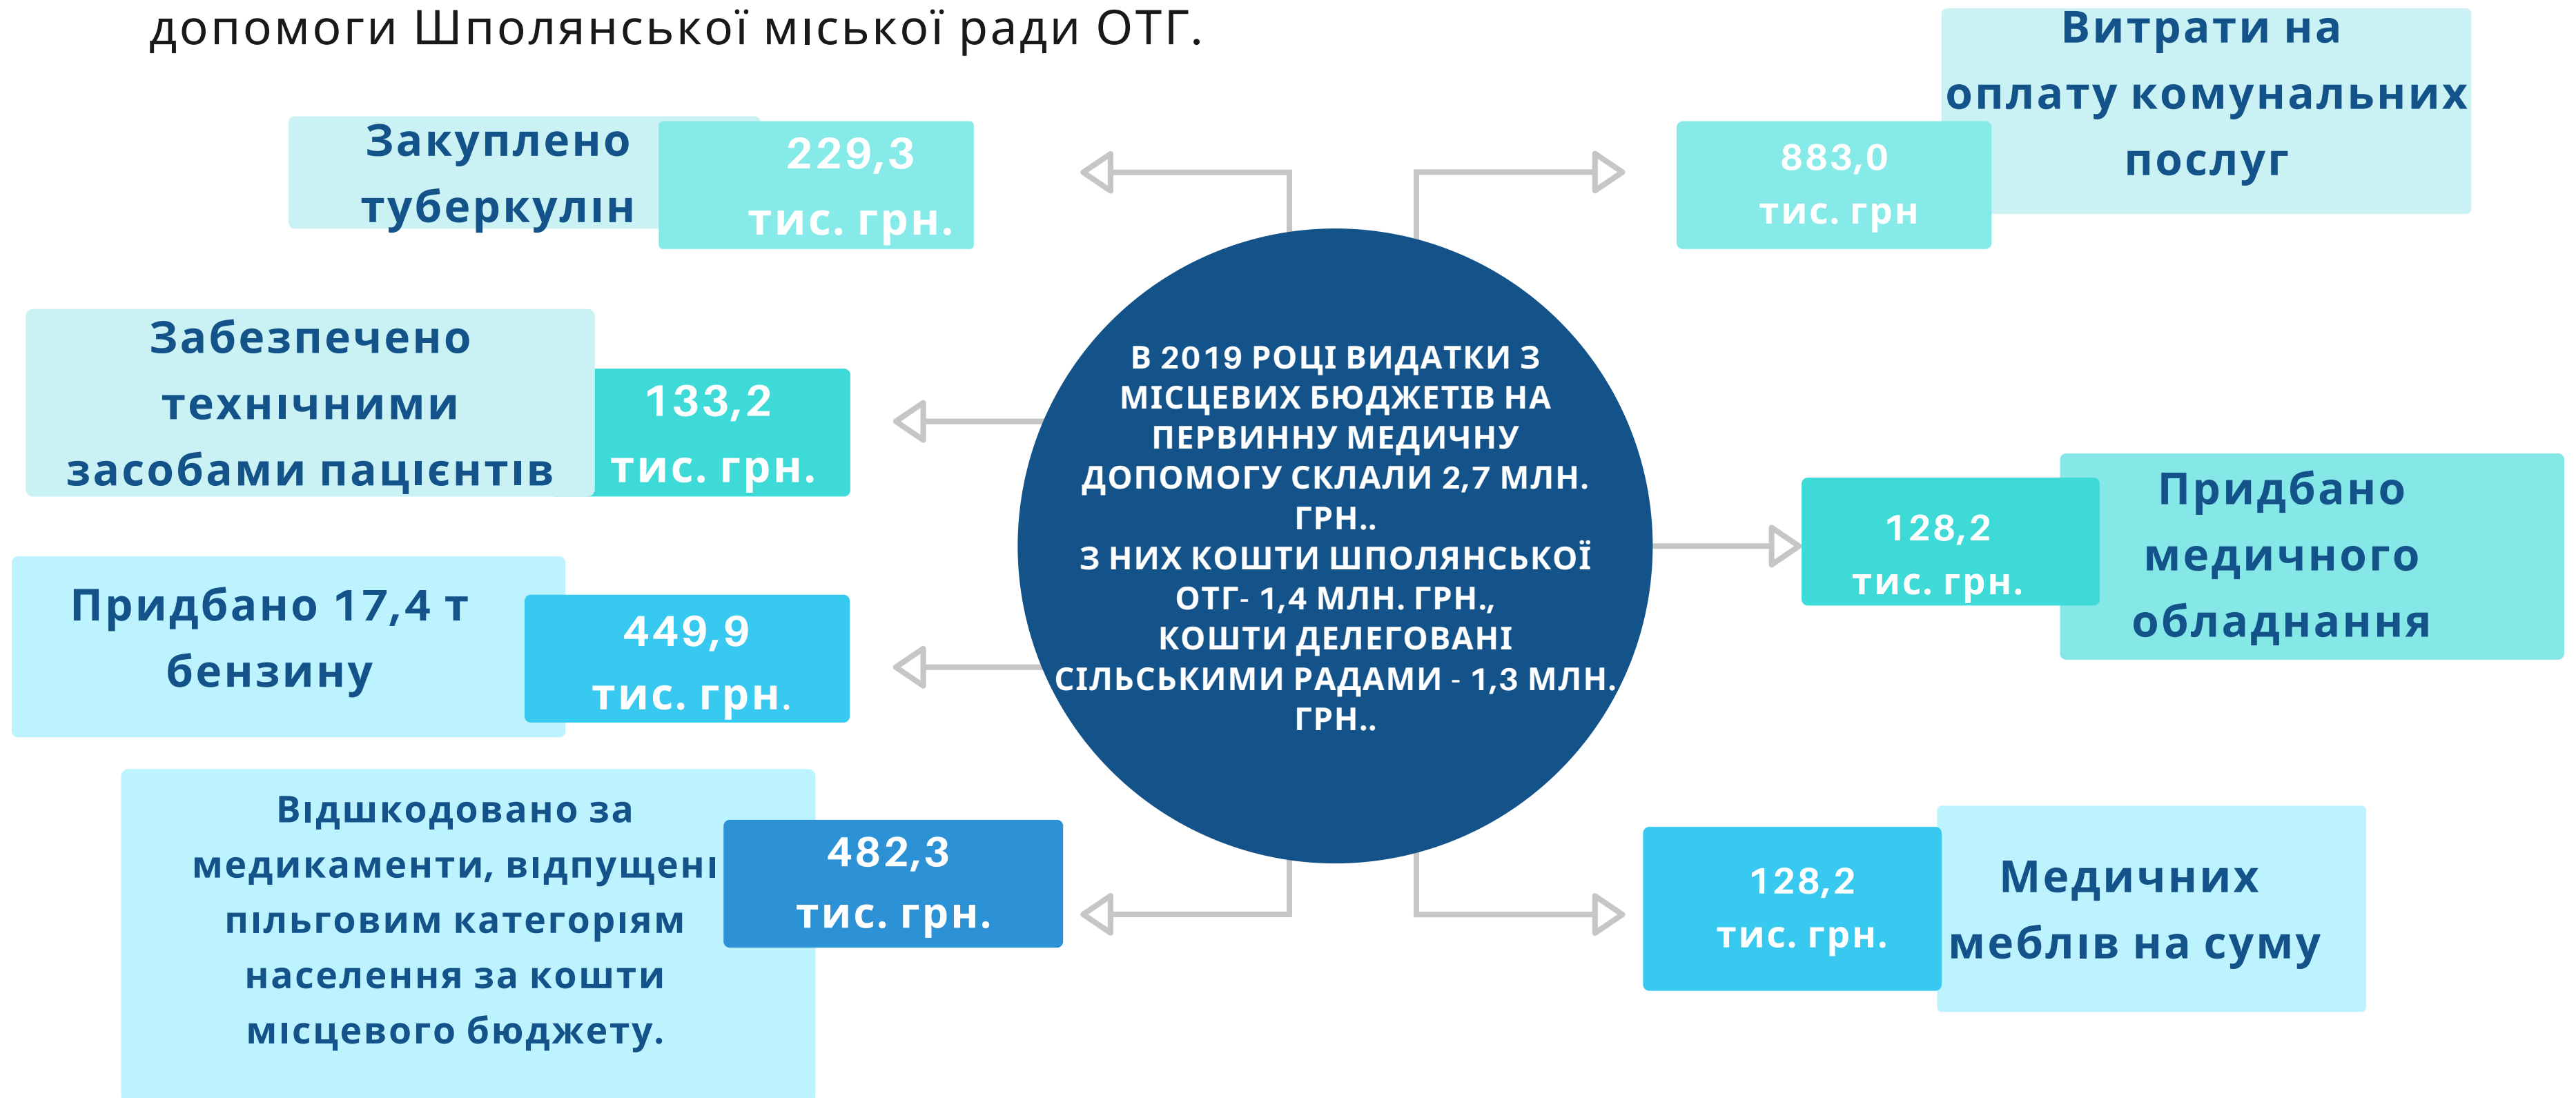 допомоги Шполянської міської ради ОТГ.
Закуплено
туберкулін
229,3
тис. грн.
Витрати на
оплату комунальних
послуг
883,0
тис. грн
Забезпечено
технічними
засобами пацієнтів
133,2
тис. грн.
В 2019 РОЦІ ВИДАТКИ З
МІСЦЕВИХ БЮДЖЕТІВ НА
ПЕРВИННУ МЕДИЧНУ
ДОПОМОГУ СКЛАЛИ 2,7 МЛН.
ГРН..
З НИХ КОШТИ ШПОЛЯНСЬКОЇ
ОТГ- 1,4 МЛН. ГРН.,
КОШТИ ДЕЛЕГОВАНІ
СІЛЬСЬКИМИ РАДАМИ - 1,3 МЛН.
ГРН..
128,2
тис. грн.
Придбано
медичного
обладнання
Придбано 17,4 т
бензину
449,9
тис. грн.
Відшкодовано за
медикаменти, відпущені
пільговим категоріям
населення за кошти
місцевого бюджету.
482,3
тис. грн.
128,2
тис. грн.
Медичних
меблів на суму